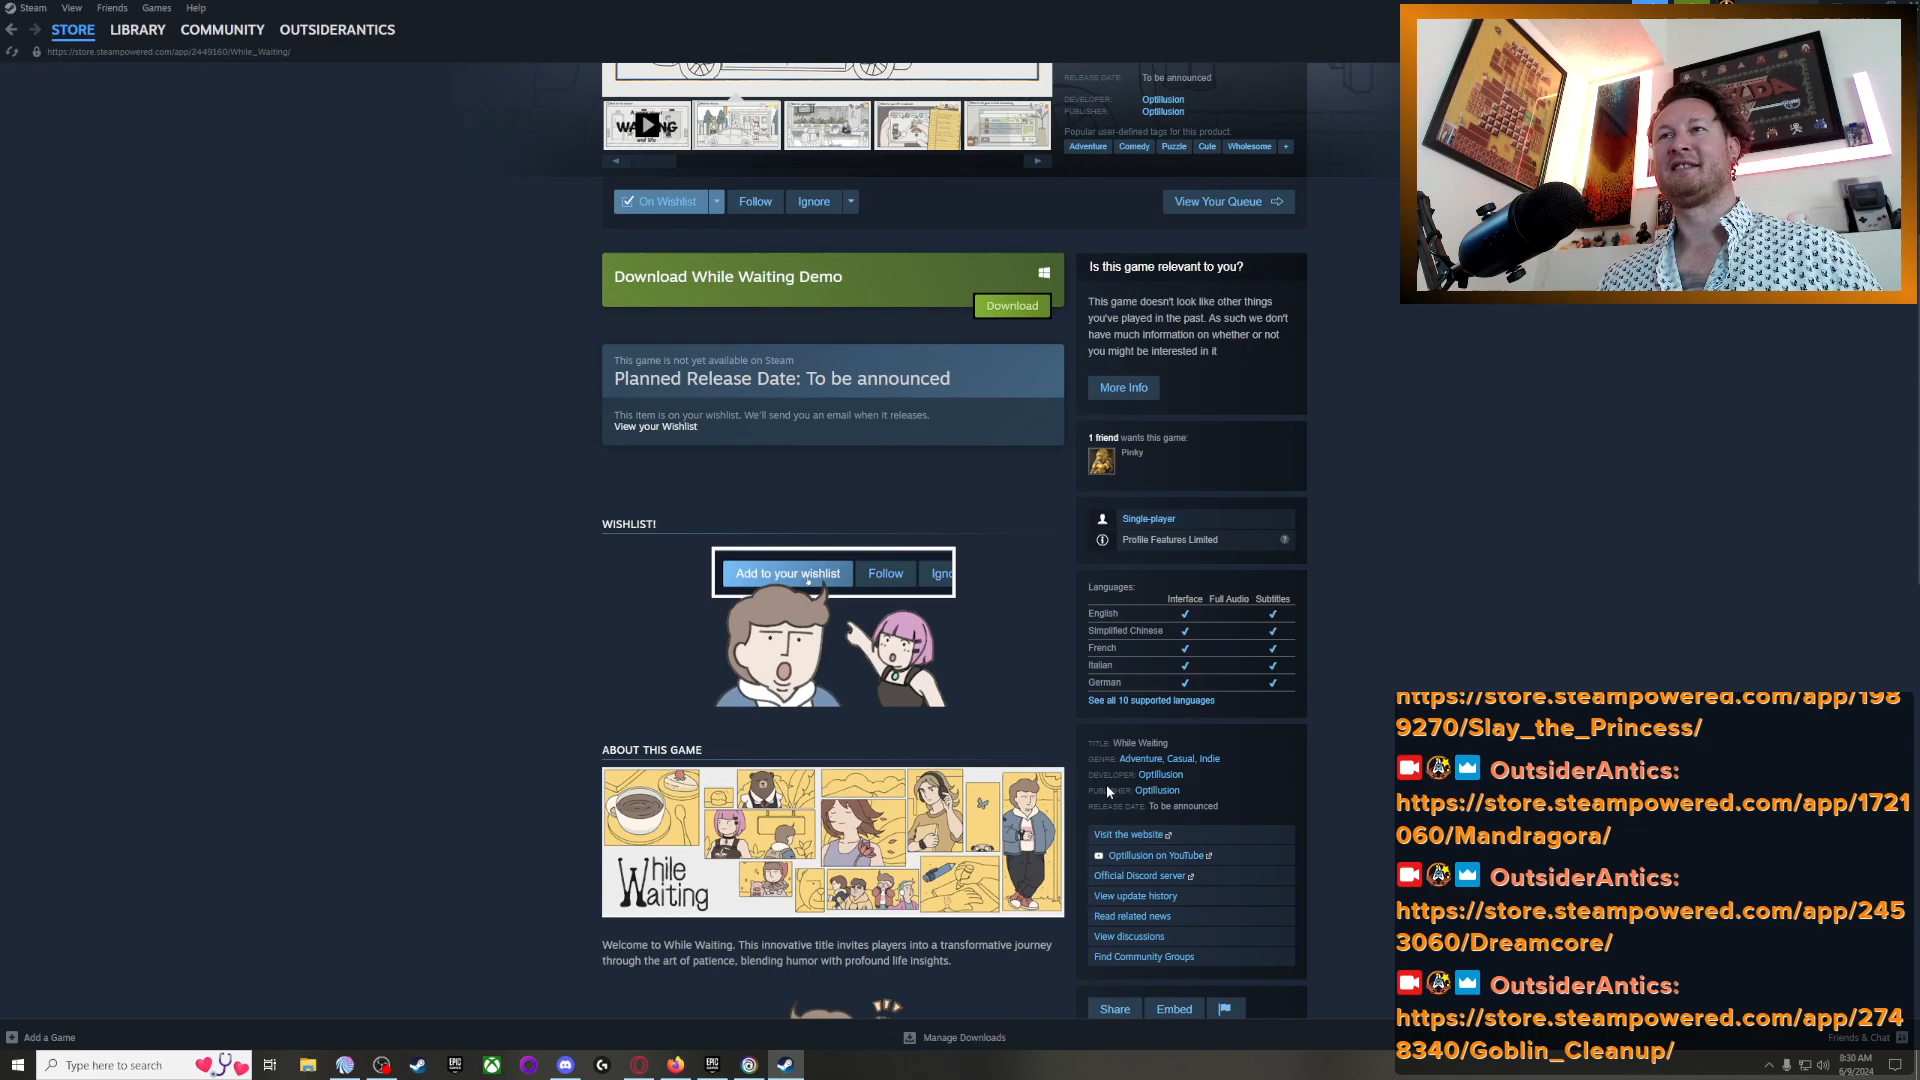 Steam View Friends Games Help
STORE LIBRARY COMMUNITY OUTSIDERANTICS
https://store.steampowered.com/app/2449160/While_Waiting/
RELEASE DATE: To be announced
DEVELOPER: Optillusion
PUBLISHER: Optillusion
Popular user-defined tags for this product:
Adventure Comedy Puzzle Cute Wholesome +
On Wishlist Follow Ignore View Your Queue
Download While Waiting Demo
Download
This game is not yet available on Steam
Planned Release Date: To be announced
This item is on your wishlist. We'll send you an email when it releases.
View your Wishlist
WISHLIST!
Add to your wishlist Follow Igno
ABOUT THIS GAME
While
Waiting
Welcome to While Waiting. This innovative title invites players into a transformative journey
through the art of patience, blending humor with profound life insights.
Is this game relevant to you?
This game doesn't look like other things
you've played in the past. As such we don't
have much information on whether or not
you might be interested in it
More Info
1 friend wants this game:
Pinky
Single-player
Profile Features Limited ?
Languages:
Interface Full Audio Subtitles
English ✔ ✔
Simplified Chinese ✔ ✔
French ✔ ✔
Italian ✔ ✔
German ✔ ✔
See all 10 supported languages
TITLE: While Waiting
GENRE: Adventure, Casual, Indie
DEVELOPER: Optillusion
PUBLISHER: Optillusion
RELEASE DATE: To be announced
Visit the website
Optillusion on YouTube
Official Discord server
View update history
Read related news
View discussions
Find Community Groups
Share Embed
https://store.steampowered.com/app/198
9270/Slay_the_Princess/
OutsiderAntics:
https://store.steampowered.com/app/1721
060/Mandragora/
OutsiderAntics:
https://store.steampowered.com/app/245
3060/Dreamcore/
OutsiderAntics:
https://store.steampowered.com/app/274
8340/Goblin_Cleanup/
Add a Game Manage Downloads Friends & Chat
Type here to search
EPIC EPIC
8:30 AM
6/9/2024